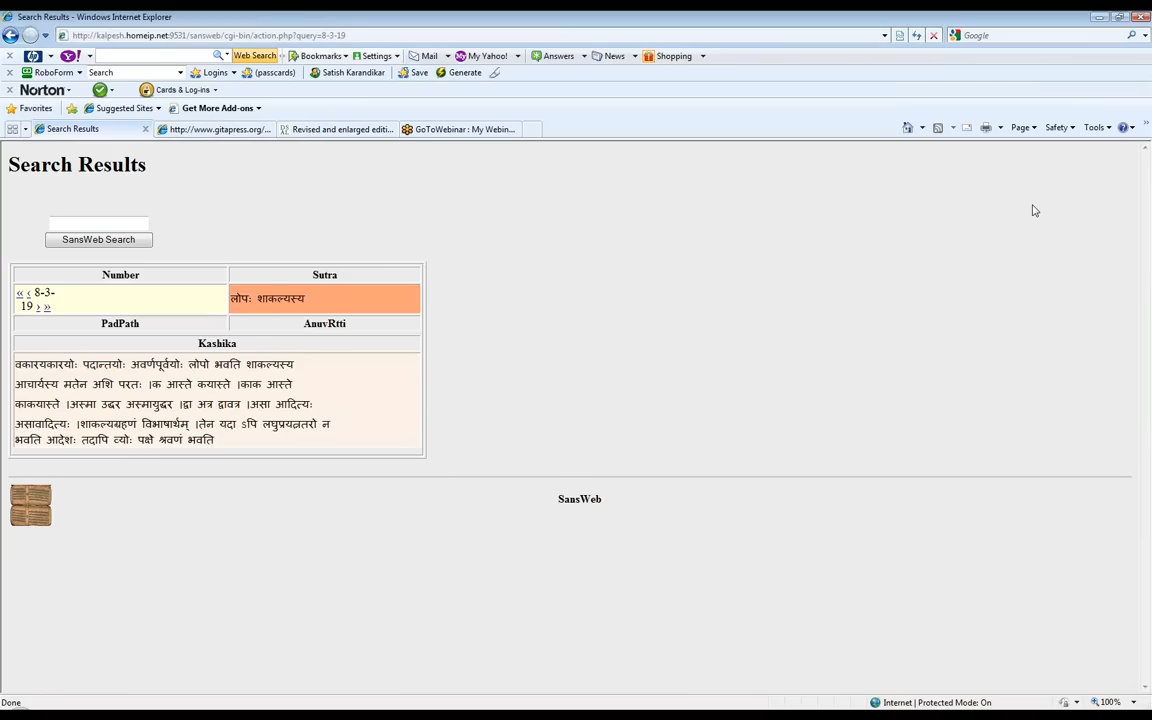 Search Results - Windows Internet Explorer
http://kalpesh.homeip.net:9531/sansweb/cgi-bin/action.php?query=8-3-19
Google
Web Search Bookmarks Settings Mail My Yahoo! Answers News Shopping
RoboForm Search Logins (passcards) Satish Karandikar Save Generate
Norton Cards & Log-ins
Favorites Suggested Sites Get More Add-ons
Search Results http://www.gitapress.org/... Revised and enlarged editi... GoToWebinar : My Webin... Page Safety Tools
Search Results
SansWeb Search
Number Sutra
« ‹ 8-3-
19 › »
लोपः शाकल्यस्य
PadPath AnuvRtti
Kashika
वकारयकारयोः पदान्तयोः अवर्णपूर्वयोः लोपो भवति शाकल्यस्य
आचार्यस्य मतेन अशि परतः ।क आस्ते कयास्ते ।काक आस्ते
काकयास्ते ।अस्मा उद्धर अस्मायुद्धर ।द्वा अत्र द्वावत्र ।असा आदित्यः
असावादित्यः ।शाकल्यग्रहणं विभाषार्थम् ।तेन यदा ऽपि लघुप्रयत्नतरो न
भवति आदेशः तदापि व्योः पक्षे श्रवणं भवति
SansWeb
Done Internet | Protected Mode: On 100%